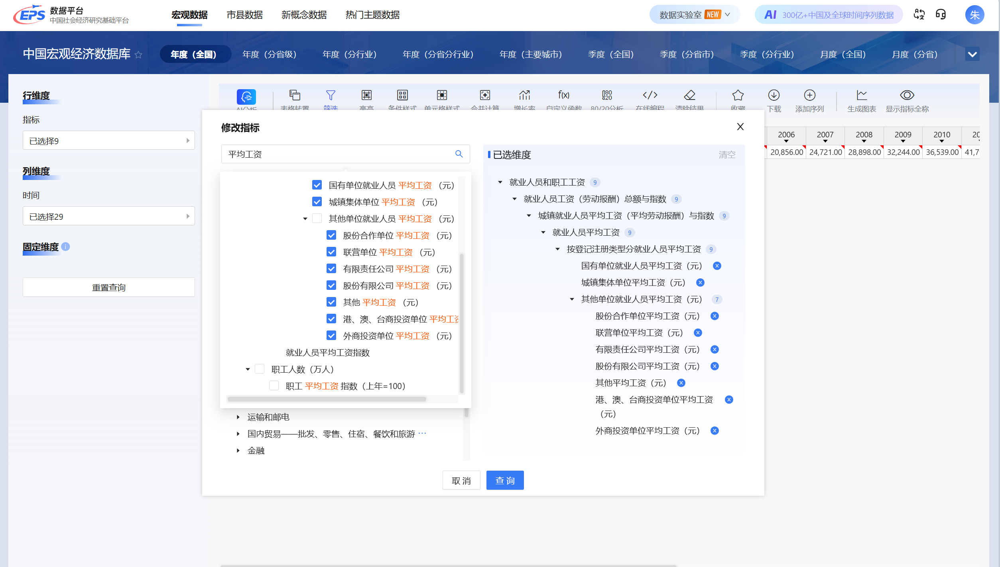 EPS 数据平台
中国社会经济研究基础平台
宏观数据 市县数据 新概念数据 热门主题数据
数据实验室 NEW
AI 300亿+中国及全球时间序列数据
朱
中国宏观经济数据库
年度（全国） 年度（分省级） 年度（分行业） 年度（分省分行业） 年度（主要城市） 季度（全国） 季度（分省市） 季度（分行业） 月度（全国） 月度（分省）
行维度
指标
已选择9
列维度
时间
已选择29
固定维度
重置查询
AI分析 表格转置 筛选 高亮 条件样式 单元格样式 合并计算 增长率 自定义函数 80/20分析 在线编程 清除结果 收藏 下载 添加序列 生成图表 显示指标全称
2006 2007 2008 2009 2010 20
20,856.00 24,721.00 28,898.00 32,244.00 36,539.00 41,7
修改指标
X
平均工资
国有单位就业人员 平均工资 （元）
城镇集体单位 平均工资 （元）
其他单位就业人员 平均工资 （元）
股份合作单位 平均工资 （元）
联营单位 平均工资 （元）
有限责任公司 平均工资 （元）
股份有限公司 平均工资 （元）
其他 平均工资 （元）
港、澳、台商投资单位 平均工资
外商投资单位 平均工资 （元）
就业人员平均工资指数
职工人数（万人）
职工 平均工资 指数（上年=100）
运输和邮电
国内贸易——批发、零售、住宿、餐饮和旅游 ···
金融
已选维度
清空
就业人员和职工工资 9
就业人员工资（劳动报酬）总额与指数 9
城镇就业人员平均工资（平均劳动报酬）与指数 9
就业人员平均工资 9
按登记注册类型分就业人员平均工资 9
国有单位就业人员平均工资（元）
城镇集体单位平均工资（元）
其他单位就业人员平均工资（元） 7
股份合作单位平均工资（元）
联营单位平均工资（元）
有限责任公司平均工资（元）
股份有限公司平均工资（元）
其他平均工资（元）
港、澳、台商投资单位平均工资
（元）
外商投资单位平均工资（元）
取 消
查 询